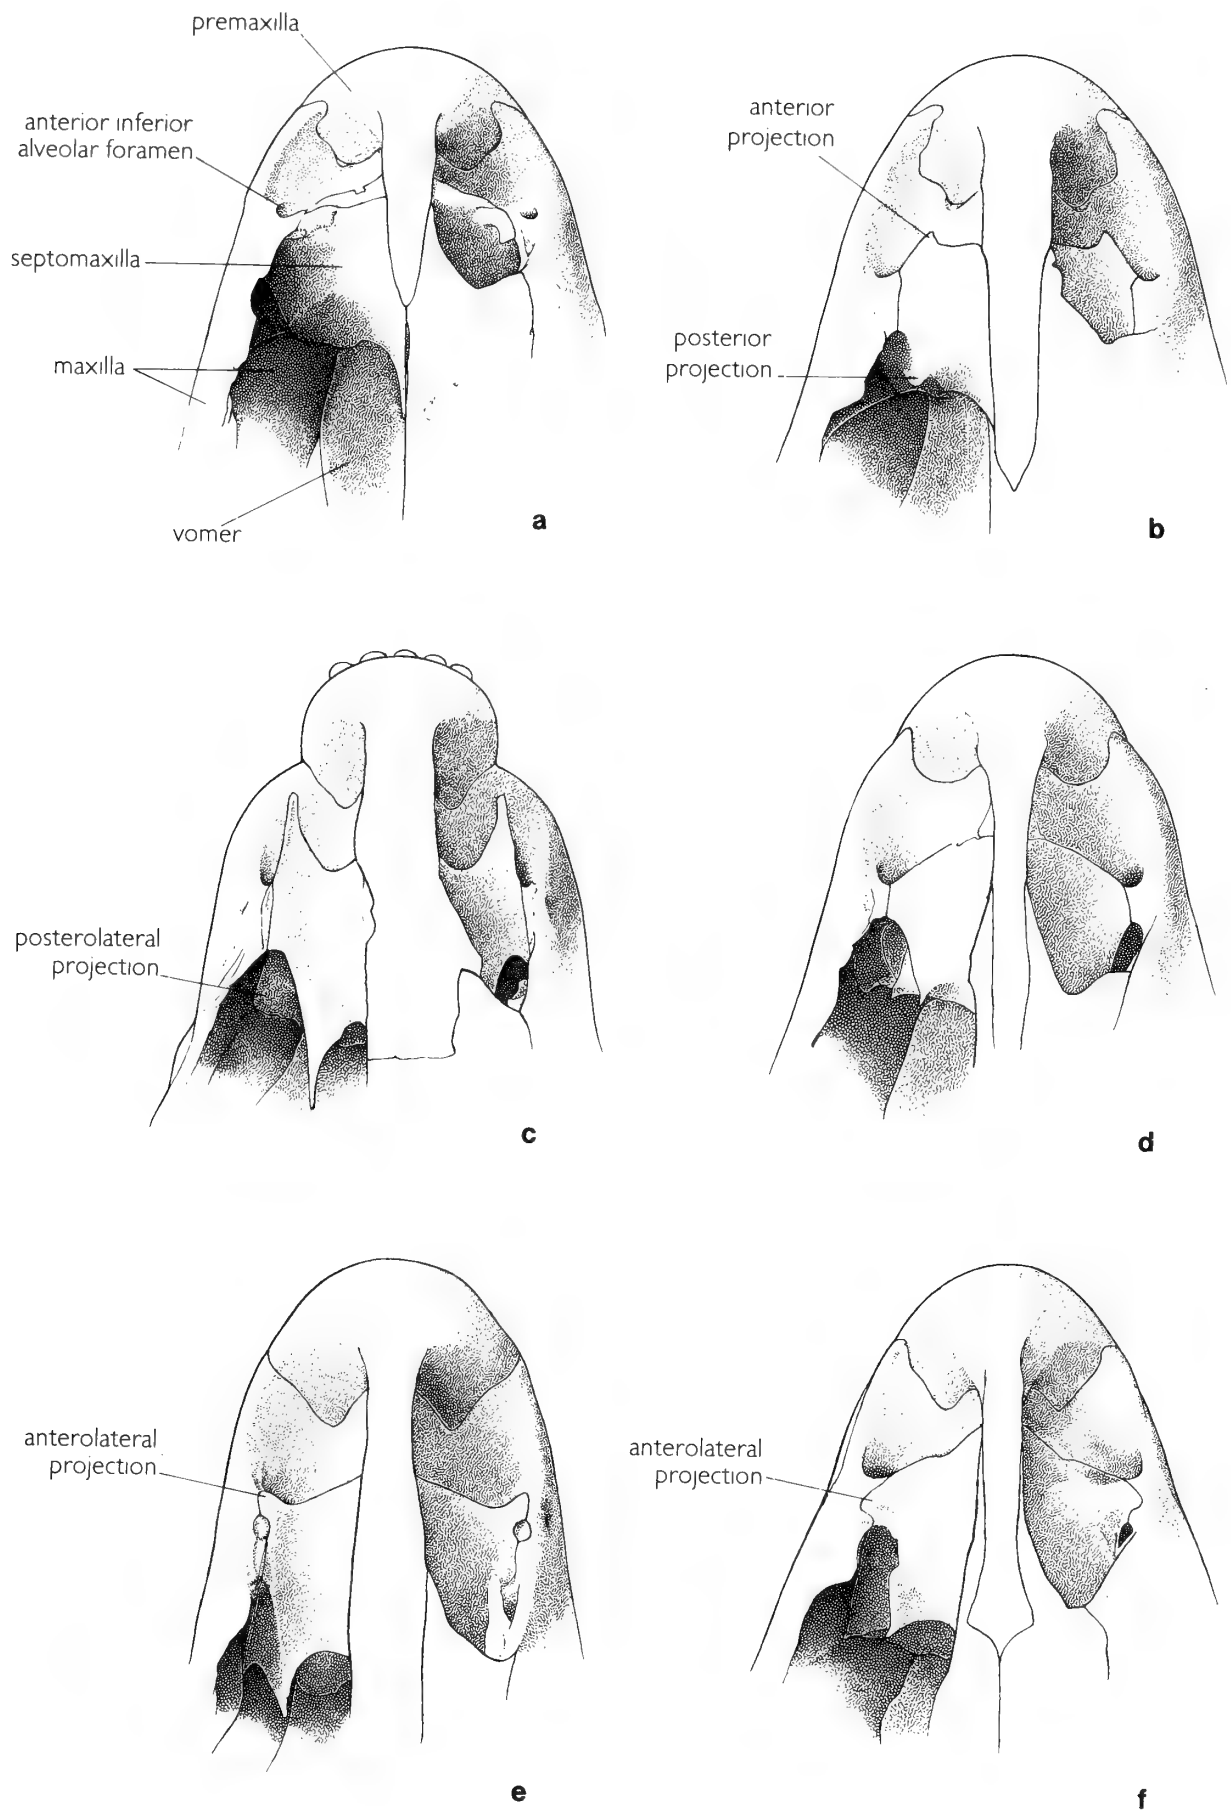 premaxilla
anterior inferior
alveolar foramen
septomaxilla
maxilla
vomer
a
anterior
projection
posterior
projection
b
posterolateral
projection
c
d
anterolateral
projection
e
anterolateral
projection
f